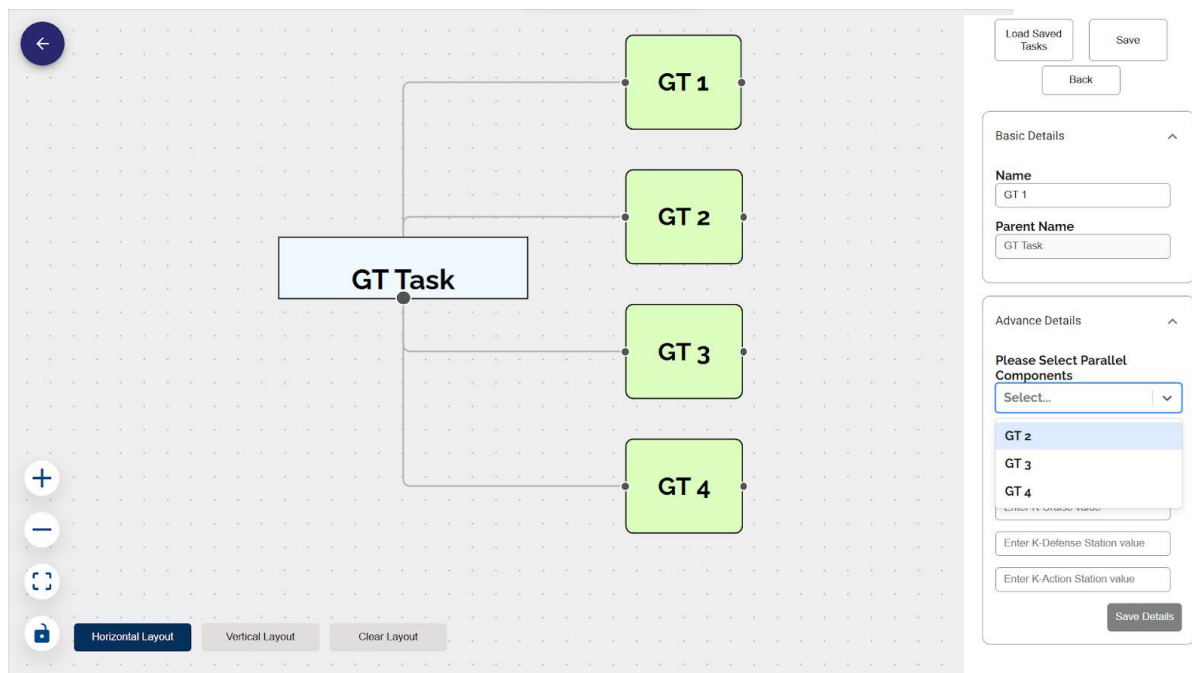 GT 1
GT 2
GT Task
GT 3
GT 4
Horizontal Layout
Vertical Layout
Clear Layout
Load Saved
Tasks
Save
Back
Basic Details
Name
GT 1
Parent Name
GT Task
Advance Details
Please Select Parallel
Components
Select...
GT 2
GT 3
GT 4
Enter K-Defense Station value
Enter K-Action Station value
Save Details